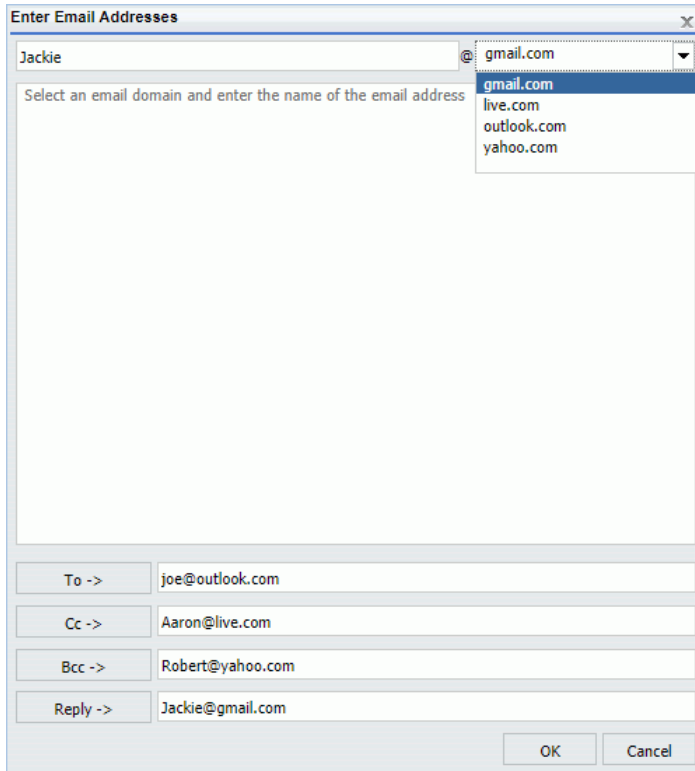 Enter Email Addresses
x
Jackie @ gmail.com
gmail.com
live.com
outlook.com
yahoo.com
Select an email domain and enter the name of the email address
To -> joe@outlook.com
Cc -> Aaron@live.com
Bcc -> Robert@yahoo.com
Reply -> Jackie@gmail.com
OK Cancel